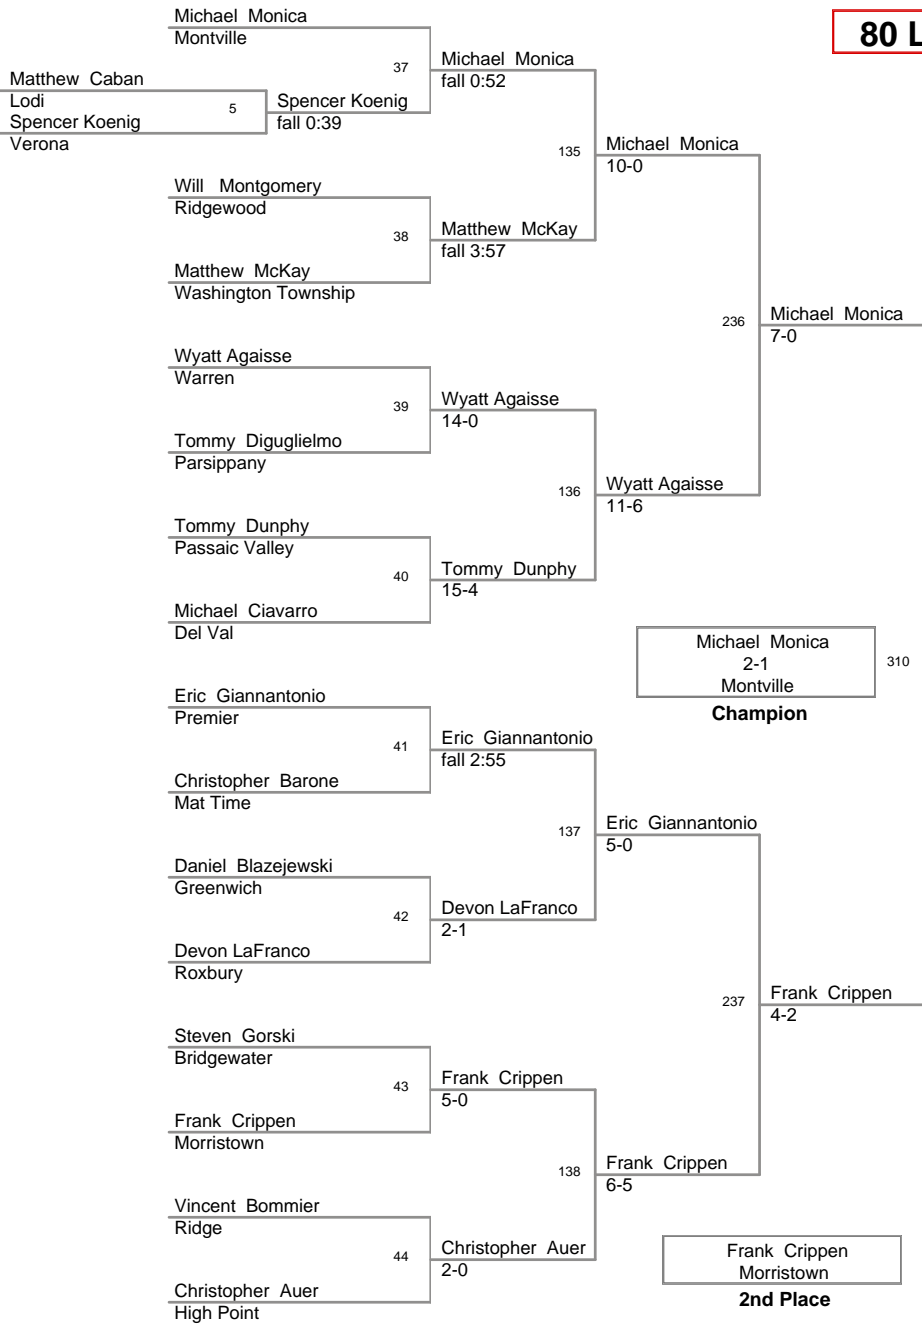 Michael Monica
Montville
80 L
37
Michael Monica
fall 0:52
Matthew Caban
Lodi
5
Spencer Koenig
fall 0:39
Spencer Koenig
Verona
135
Michael Monica
10-0
Will Montgomery
Ridgewood
38
Matthew McKay
fall 3:57
Matthew McKay
Washington Township
236
Michael Monica
7-0
Wyatt Agaisse
Warren
39
Wyatt Agaisse
14-0
Tommy Diguglielmo
Parsippany
136
Wyatt Agaisse
11-6
Tommy Dunphy
Passaic Valley
40
Tommy Dunphy
15-4
Michael Ciavarro
Del Val
Michael Monica
2-1
Montville
310
Champion
Eric Giannantonio
Premier
41
Eric Giannantonio
fall 2:55
Christopher Barone
Mat Time
137
Eric Giannantonio
5-0
Daniel Blazejewski
Greenwich
42
Devon LaFranco
2-1
Devon LaFranco
Roxbury
237
Frank Crippen
4-2
Steven Gorski
Bridgewater
43
Frank Crippen
5-0
Frank Crippen
Morristown
138
Frank Crippen
6-5
Vincent Bommier
Ridge
44
Christopher Auer
2-0
Christopher Auer
High Point
Frank Crippen
Morristown
2nd Place